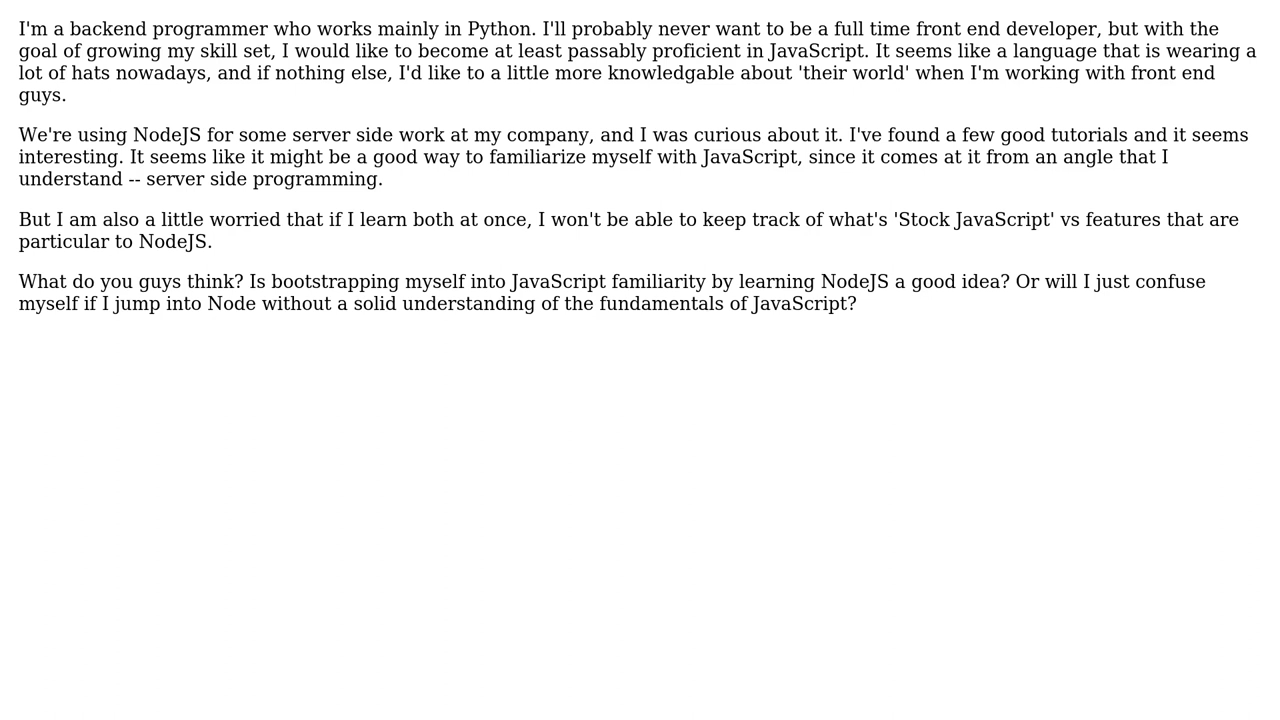 I'm a backend programmer who works mainly in Python. I'll probably never want to be a full time front end developer, but with the
goal of growing my skill set, I would like to become at least passably proficient in JavaScript. It seems like a language that is wearing a
lot of hats nowadays, and if nothing else, I'd like to a little more knowledgable about 'their world' when I'm working with front end
guys.
We're using NodeJS for some server side work at my company, and I was curious about it. I've found a few good tutorials and it seems
interesting. It seems like it might be a good way to familiarize myself with JavaScript, since it comes at it from an angle that I
understand -- server side programming.
But I am also a little worried that if I learn both at once, I won't be able to keep track of what's 'Stock JavaScript' vs features that are
particular to NodeJS.
What do you guys think? Is bootstrapping myself into JavaScript familiarity by learning NodeJS a good idea? Or will I just confuse
myself if I jump into Node without a solid understanding of the fundamentals of JavaScript?